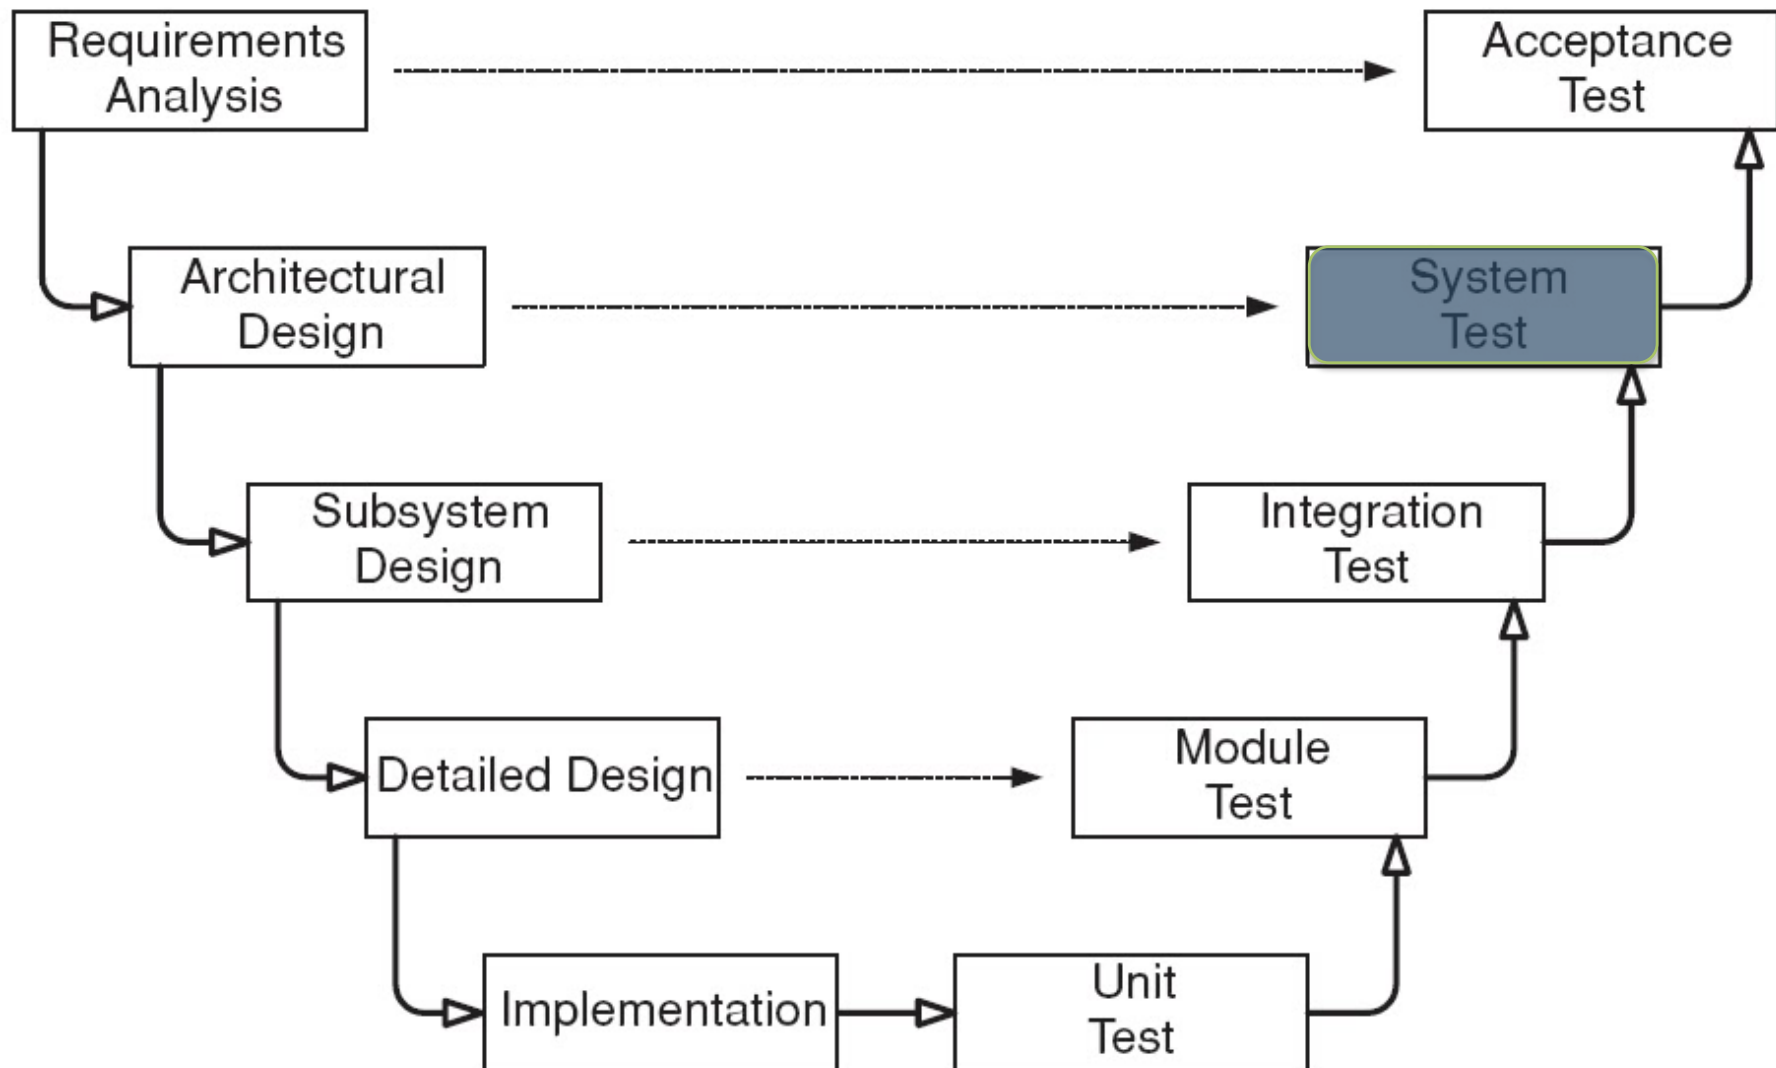 Requirements
Analysis
Acceptance
Test
Architectural
Design
System
Test
Subsystem
Design
Integration
Test
Detailed Design
Module
Test
Implementation
Unit
Test